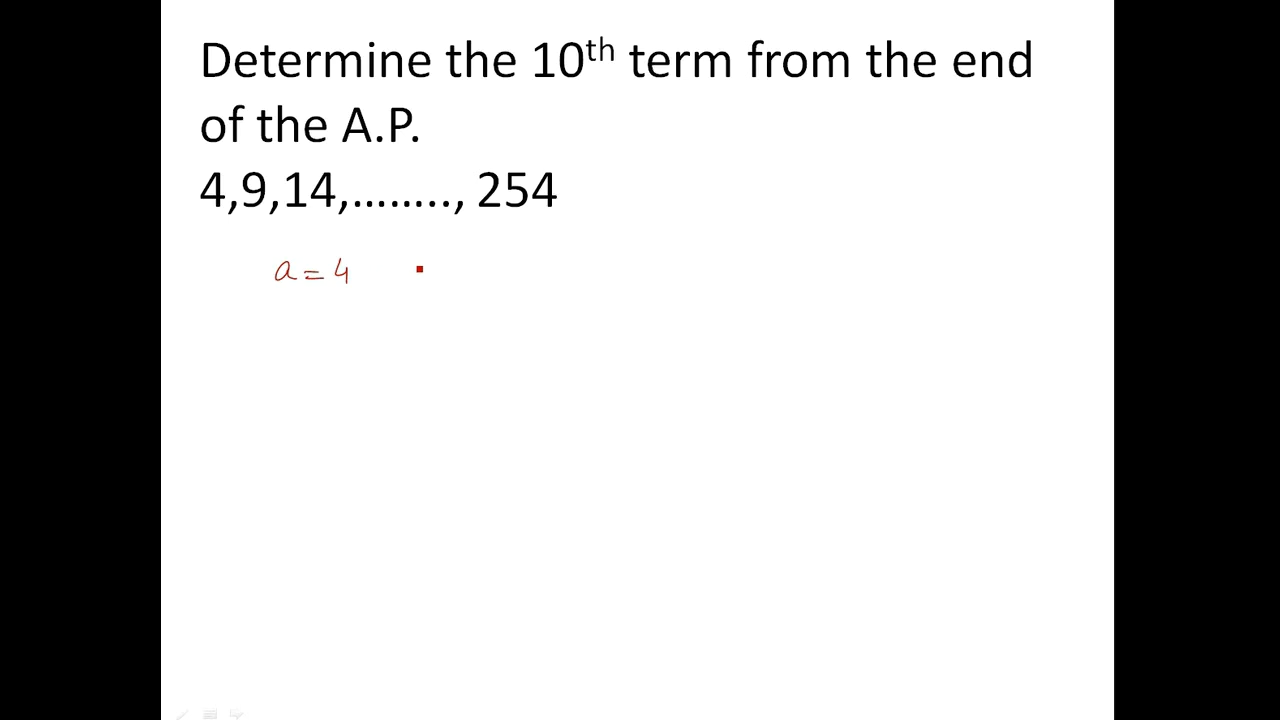 Determine the 10th term from the end
of the A.P.
4,9,14,…….., 254
a = 4